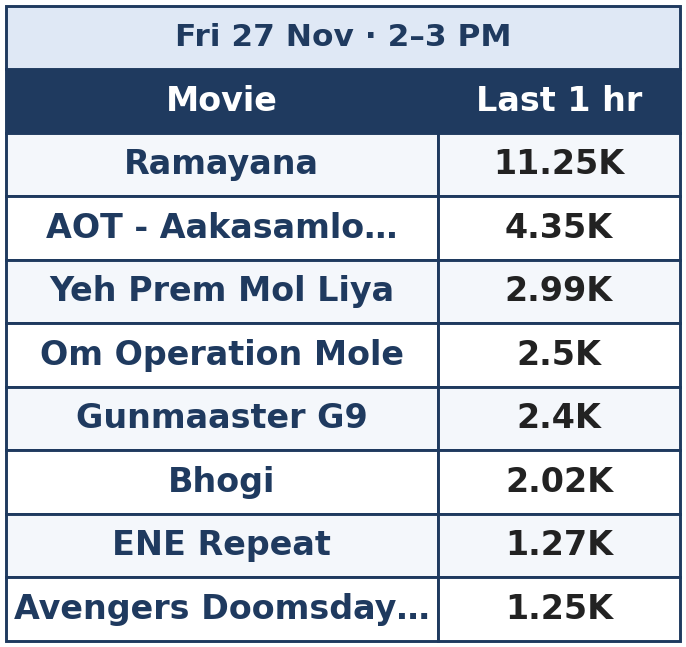 Fri 27 Nov · 2–3 PM
Movie Last 1 hr
Ramayana 11.25K
AOT - Aakasamlo... 4.35K
Yeh Prem Mol Liya 2.99K
Om Operation Mole 2.5K
Gunmaaster G9 2.4K
Bhogi 2.02K
ENE Repeat 1.27K
Avengers Doomsday... 1.25K